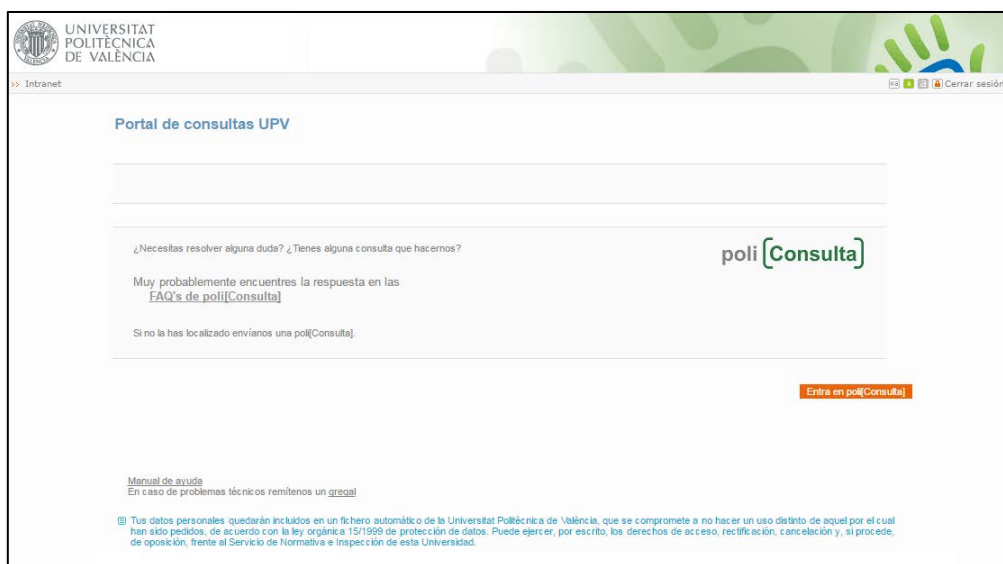 UNIVERSITAT
POLITÈCNICA
DE VALÈNCIA
>> Intranet
Cerrar sesión
Portal de consultas UPV
¿Necesitas resolver alguna duda? ¿Tienes alguna consulta que hacernos?
poli [Consulta]
Muy probablemente encuentres la respuesta en las
FAQ's de poli[Consulta]
Si no la has localizado envíanos una poli[Consulta].
Entra en poli[Consulta]
Manual de ayuda
En caso de problemas técnicos remítenos un gregal
Tus datos personales quedarán incluidos en un fichero automático de la Universitat Politècnica de València, que se compromete a no hacer un uso distinto de aquel por el cual
han sido pedidos, de acuerdo con la ley orgánica 15/1999 de protección de datos. Puede ejercer, por escrito, los derechos de acceso, rectificación, cancelación y, si procede,
de oposición, frente al Servicio de Normativa e Inspección de esta Universidad.